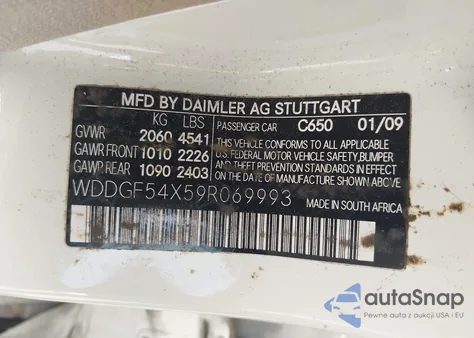 MFD BY DAIMLER AG STUTTGART
KG LBS
GVWR 2060 4541
GAWR FRONT 1010 2226
GAWR REAR 1090 2403
PASSENGER CAR C650 01/09
THIS VEHICLE CONFORMS TO ALL APPLICABLE
U.S. FEDERAL MOTOR VEHICLE SAFETY, BUMPER
AND THEFT PREVENTION STANDARDS IN
EFFECT ON THE DATE OF MANUFACTURE
SHOWN ABOVE.
WDDGF54X59R069993
MADE IN SOUTH AFRICA
autoSnap
Pewne auta z aukcji USA i EU